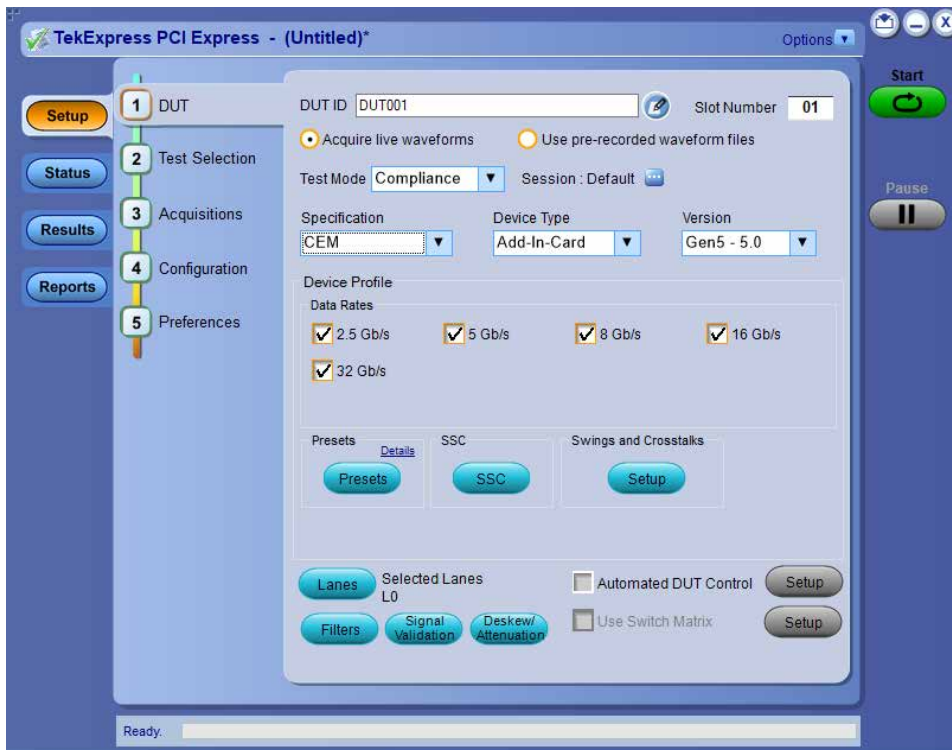 TekExpress PCI Express - (Untitled)*
Options
Start
Pause
Setup
Status
Results
Reports
1 DUT
2 Test Selection
3 Acquisitions
4 Configuration
5 Preferences
DUT ID DUT001 Slot Number 01
Acquire live waveforms Use pre-recorded waveform files
Test Mode Compliance Session : Default
Specification Device Type Version
CEM Add-In-Card Gen5 - 5.0
Device Profile
Data Rates
2.5 Gb/s 5 Gb/s 8 Gb/s 16 Gb/s
32 Gb/s
Presets SSC Swings and Crosstalks
Details
Presets SSC Setup
Lanes Selected Lanes Automated DUT Control Setup
L0
Filters Signal Validation Deskew/ Attenuation Use Switch Matrix Setup
Ready.